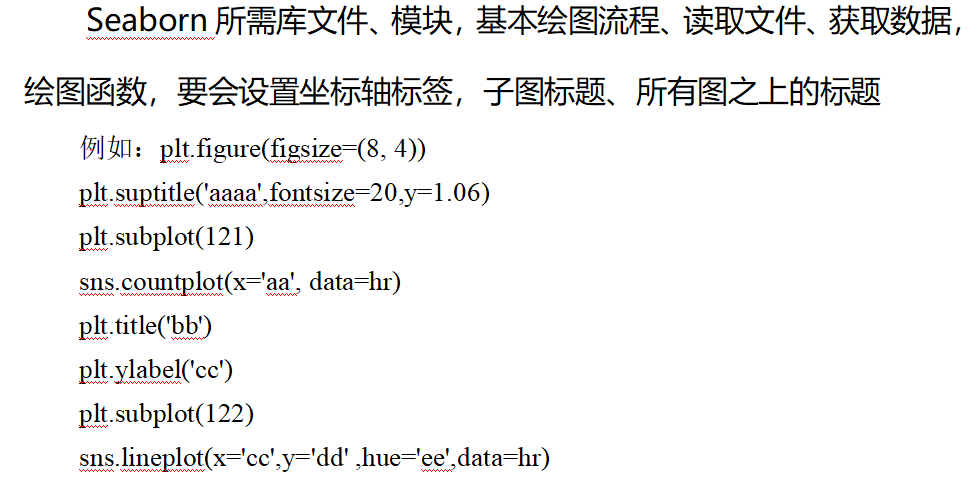 Seaborn 所需库文件、模块，基本绘图流程、读取文件、获取数据，
绘图函数，要会设置坐标轴标签，子图标题、所有图之上的标题
例如：plt.figure(figsize=(8, 4))
plt.suptitle('aaaa',fontsize=20,y=1.06)
plt.subplot(121)
sns.countplot(x='aa', data=hr)
plt.title('bb')
plt.ylabel('cc')
plt.subplot(122)
sns.lineplot(x='cc',y='dd' ,hue='ee',data=hr)